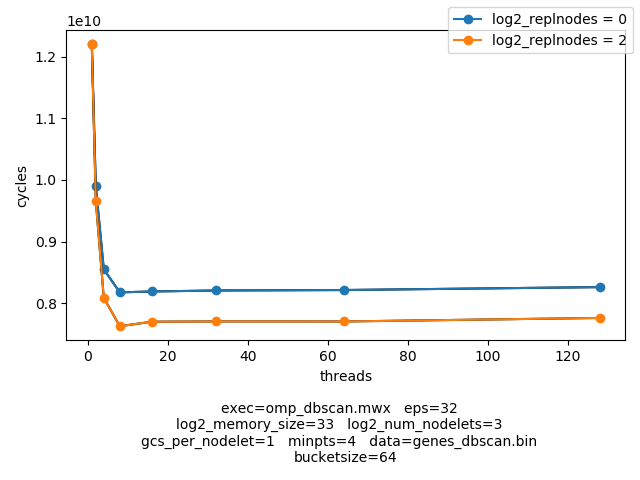 log2_replnodes = 0
log2_replnodes = 2
1e10
1.2
1.1
1.0
0.9
0.8
cycles
0 20 40 60 80 100 120
threads
exec=omp_dbscan.mwx eps=32
log2_memory_size=33 log2_num_nodelets=3
gcs_per_nodelet=1 minpts=4 data=genes_dbscan.bin
bucketsize=64